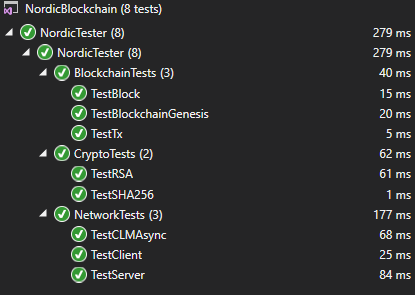 NordicBlockchain (8 tests)
NordicTester (8) 279 ms
NordicTester (8) 279 ms
BlockchainTests (3) 40 ms
TestBlock 15 ms
TestBlockchainGenesis 20 ms
TestTx 5 ms
CryptoTests (2) 62 ms
TestRSA 61 ms
TestSHA256 1 ms
NetworkTests (3) 177 ms
TestCLMAsync 68 ms
TestClient 25 ms
TestServer 84 ms